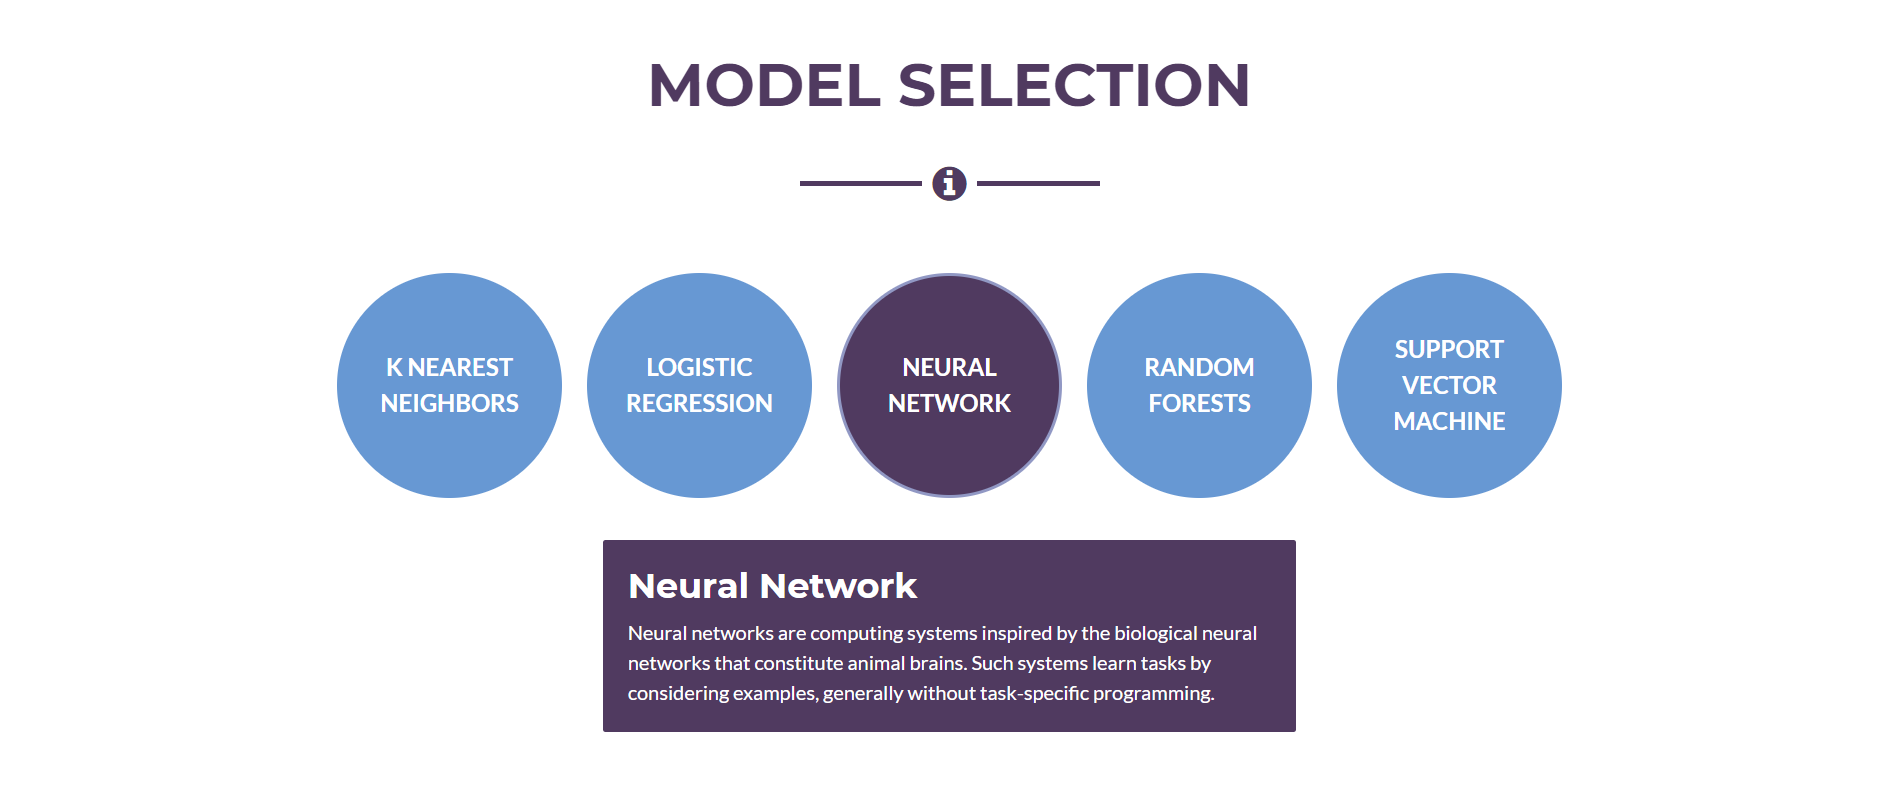 MODEL SELECTION
K NEAREST
NEIGHBORS
LOGISTIC
REGRESSION
NEURAL
NETWORK
RANDOM
FORESTS
SUPPORT
VECTOR
MACHINE
Neural Network
Neural networks are computing systems inspired by the biological neural
networks that constitute animal brains. Such systems learn tasks by
considering examples, generally without task-specific programming.